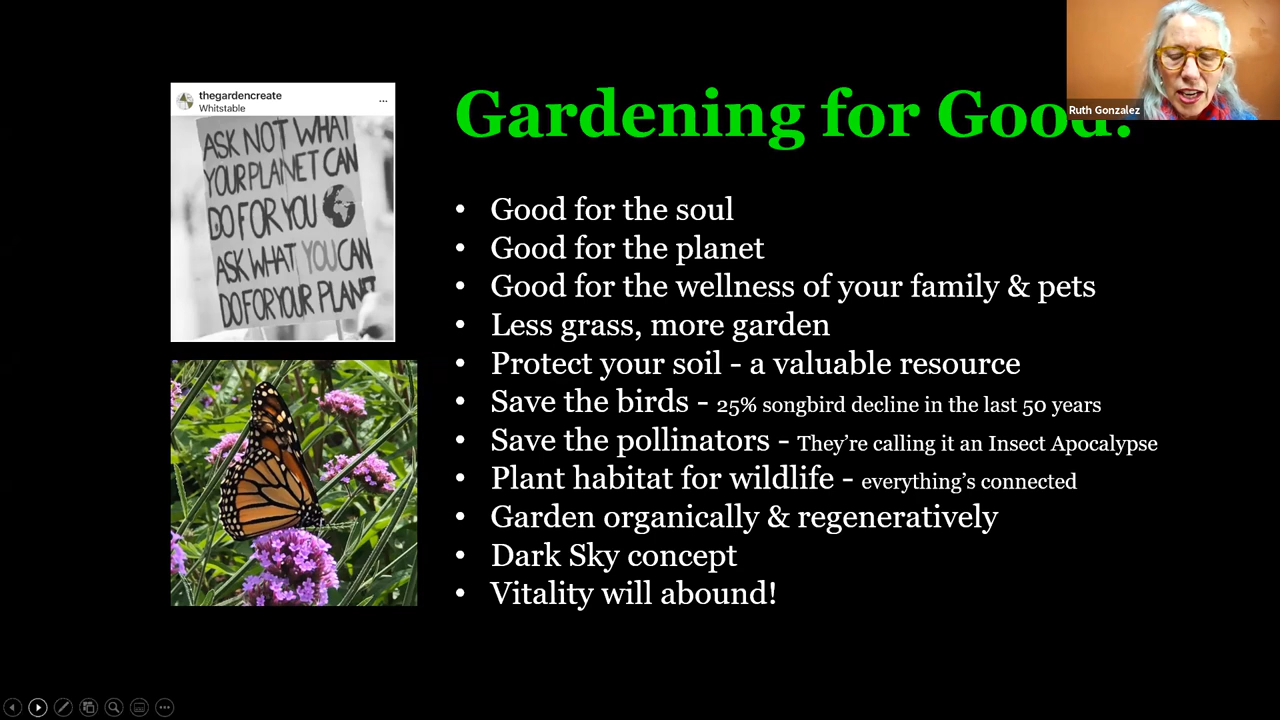 thegardencreate
Whitstable
ASK NOT WHAT
YOUR PLANET CAN
DO FOR YOU
ASK WHAT YOU CAN
DO FOR YOUR PLANET
Gardening for Good!
Ruth Gonzalez
• Good for the soul
• Good for the planet
• Good for the wellness of your family & pets
• Less grass, more garden
• Protect your soil - a valuable resource
• Save the birds - 25% songbird decline in the last 50 years
• Save the pollinators - They’re calling it an Insect Apocalypse
• Plant habitat for wildlife - everything’s connected
• Garden organically & regeneratively
• Dark Sky concept
• Vitality will abound!